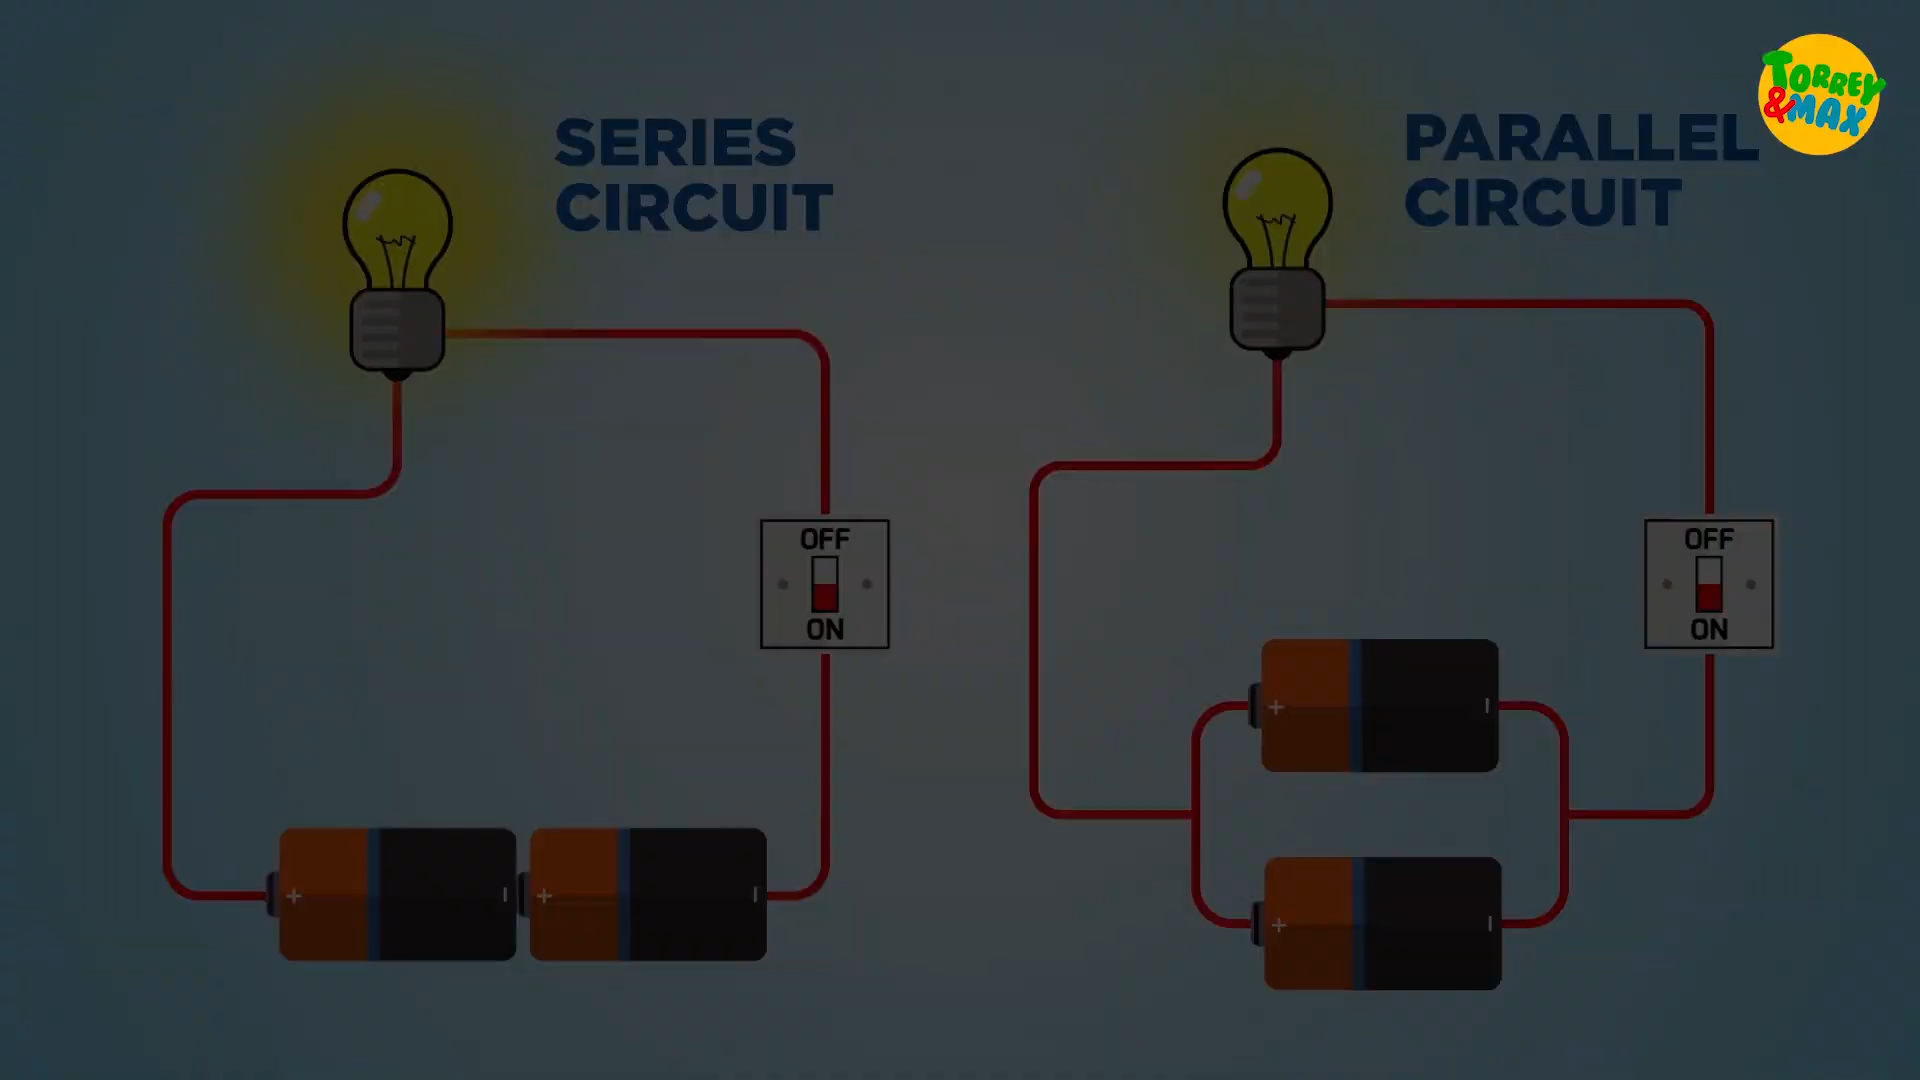 SERIES
CIRCUIT
PARALLEL
CIRCUIT
TORREY
&MAX
OFF
ON
OFF
ON
+ -
+ -
+ -
+ -